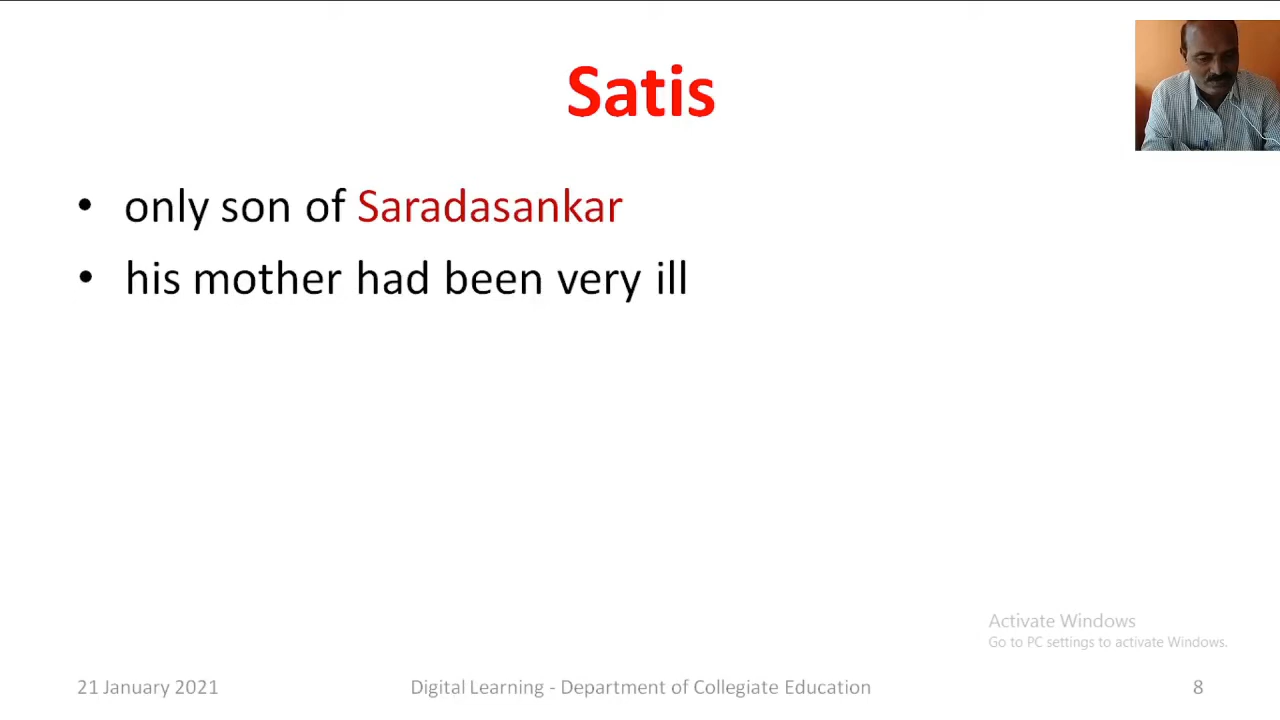 Satis
• only son of Saradasankar
• his mother had been very ill
Activate Windows
Go to PC settings to activate Windows.
21 January 2021
Digital Learning - Department of Collegiate Education
8